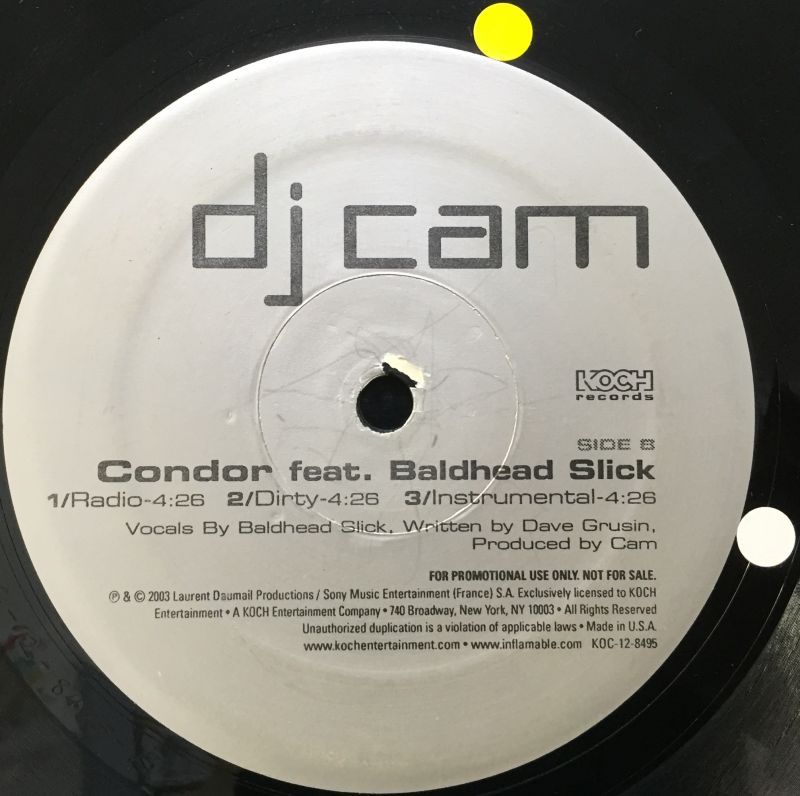 dj cam
KOCH
records
SIDE B
Condor feat. Baldhead Slick
1/Radio-4:26 2/Dirty-4:26 3/Instrumental-4:26
Vocals By Baldhead Slick, Written by Dave Grusin,
Produced by Cam
FOR PROMOTIONAL USE ONLY. NOT FOR SALE.
℗ & © 2003 Laurent Daumail Productions / Sony Music Entertainment (France) S.A. Exclusively licensed to KOCH
Entertainment • A KOCH Entertainment Company • 740 Broadway, New York, NY 10003 • All Rights Reserved
Unauthorized duplication is a violation of applicable laws • Made in U.S.A.
www.kochentertainment.com • www.inflamable.com KOC-12-8495